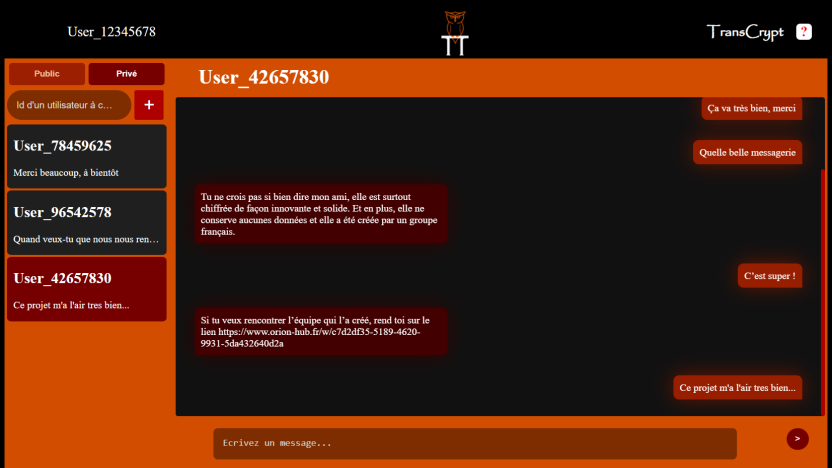 User_12345678
TT
TransCrypt
?
Public
Privé
Id d'un utilisateur à c...
+
User_78459625
Merci beaucoup, à bientôt
User_96542578
Quand veux-tu que nous nous ren...
User_42657830
Ce projet m'a l'air tres bien...
User_42657830
Ça va très bien, merci
Quelle belle messagerie
Tu ne crois pas si bien dire mon ami, elle est surtout
chiffrée de façon innovante et solide. Et en plus, elle ne
conserve aucunes données et elle a été créée par un groupe
français.
C’est super !
Si tu veux rencontrer l’équipe qui l’a créé, rend toi sur le
lien https://www.orion-hub.fr/w/c7d2df35-5189-4620-
9931-5da432640d2a
Ce projet m'a l'air tres bien...
Ecrivez un message...
>